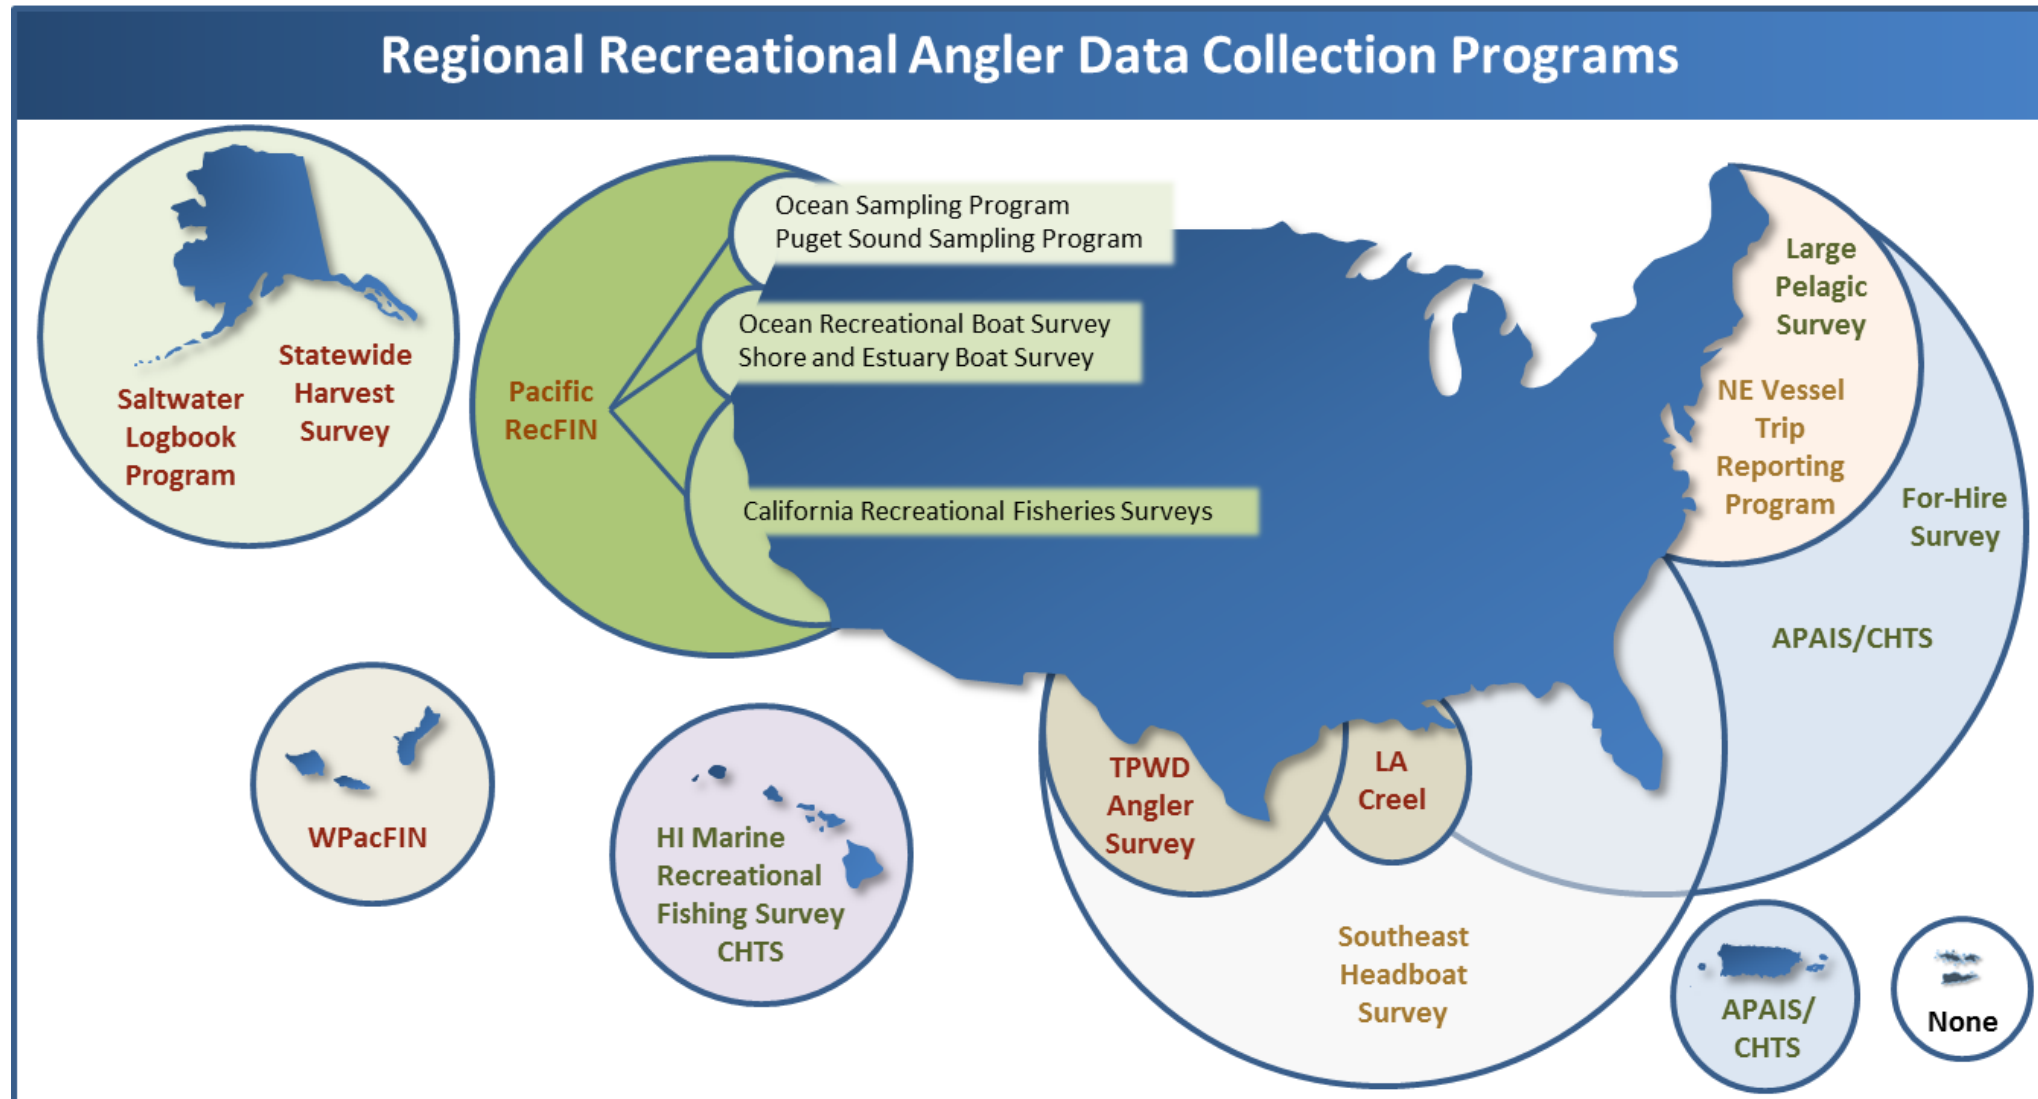 Regional Recreational Angler Data Collection Programs
Saltwater
Logbook
Program
Statewide
Harvest
Survey
Pacific
RecFIN
Ocean Sampling Program
Puget Sound Sampling Program
Ocean Recreational Boat Survey
Shore and Estuary Boat Survey
California Recreational Fisheries Surveys
Large
Pelagic
Survey
NE Vessel
Trip
Reporting
Program
For-Hire
Survey
APAIS/CHTS
WPacFIN
HI Marine
Recreational
Fishing Survey
CHTS
TPWD
Angler
Survey
LA
Creel
Southeast
Headboat
Survey
APAIS/
CHTS
None